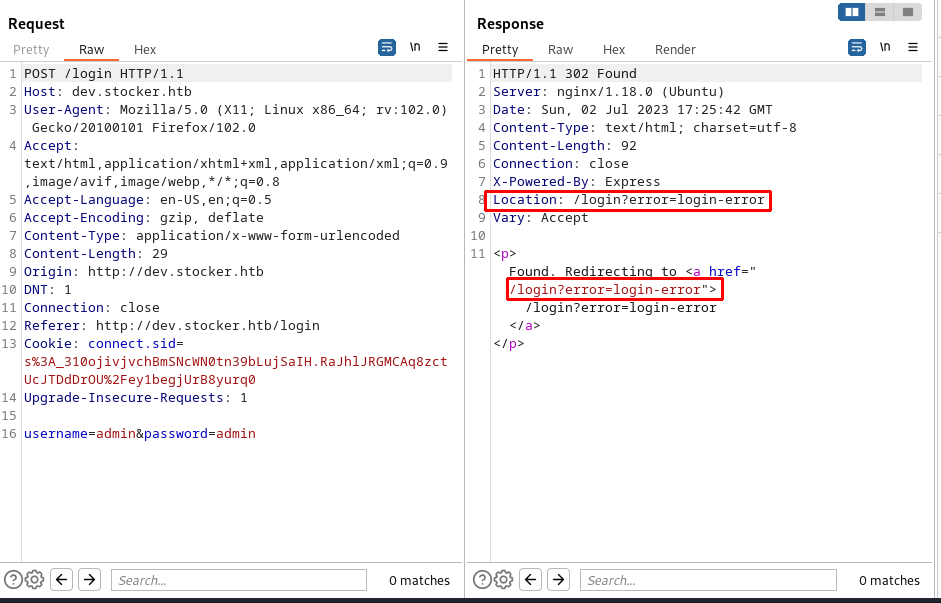 Request
Pretty Raw Hex
\n
1 POST /login HTTP/1.1
2 Host: dev.stocker.htb
3 User-Agent: Mozilla/5.0 (X11; Linux x86_64; rv:102.0)
Gecko/20100101 Firefox/102.0
4 Accept:
text/html,application/xhtml+xml,application/xml;q=0.9
,image/avif,image/webp,*/*;q=0.8
5 Accept-Language: en-US,en;q=0.5
6 Accept-Encoding: gzip, deflate
7 Content-Type: application/x-www-form-urlencoded
8 Content-Length: 29
9 Origin: http://dev.stocker.htb
10 DNT: 1
11 Connection: close
12 Referer: http://dev.stocker.htb/login
13 Cookie: connect.sid=
s%3A_310ojivjvchBmSNcWN0tn39bLujSaIH.RaJhlJRGMCAq8zct
UcJTDdDrOU%2Fey1begjUrB8yurq0
14 Upgrade-Insecure-Requests: 1
15
16 username=admin&password=admin
Search...
0 matches
Response
Pretty Raw Hex Render
\n
1 HTTP/1.1 302 Found
2 Server: nginx/1.18.0 (Ubuntu)
3 Date: Sun, 02 Jul 2023 17:25:42 GMT
4 Content-Type: text/html; charset=utf-8
5 Content-Length: 92
6 Connection: close
7 X-Powered-By: Express
8 Location: /login?error=login-error
9 Vary: Accept
10
11 <p>
Found. Redirecting to <a href="
/login?error=login-error">
/login?error=login-error
</a>
</p>
Search...
0 matches